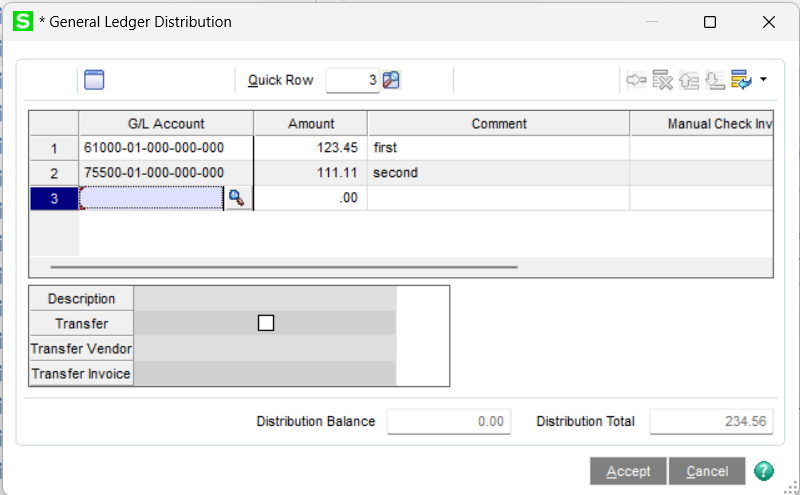 S * General Ledger Distribution
Quick Row 3
G/L Account Amount Comment Manual Check Inv
1 61000-01-000-000-000 123.45 first
2 75500-01-000-000-000 111.11 second
3 .00
Description
Transfer
Transfer Vendor
Transfer Invoice
Distribution Balance 0.00 Distribution Total 234.56
Accept Cancel ?